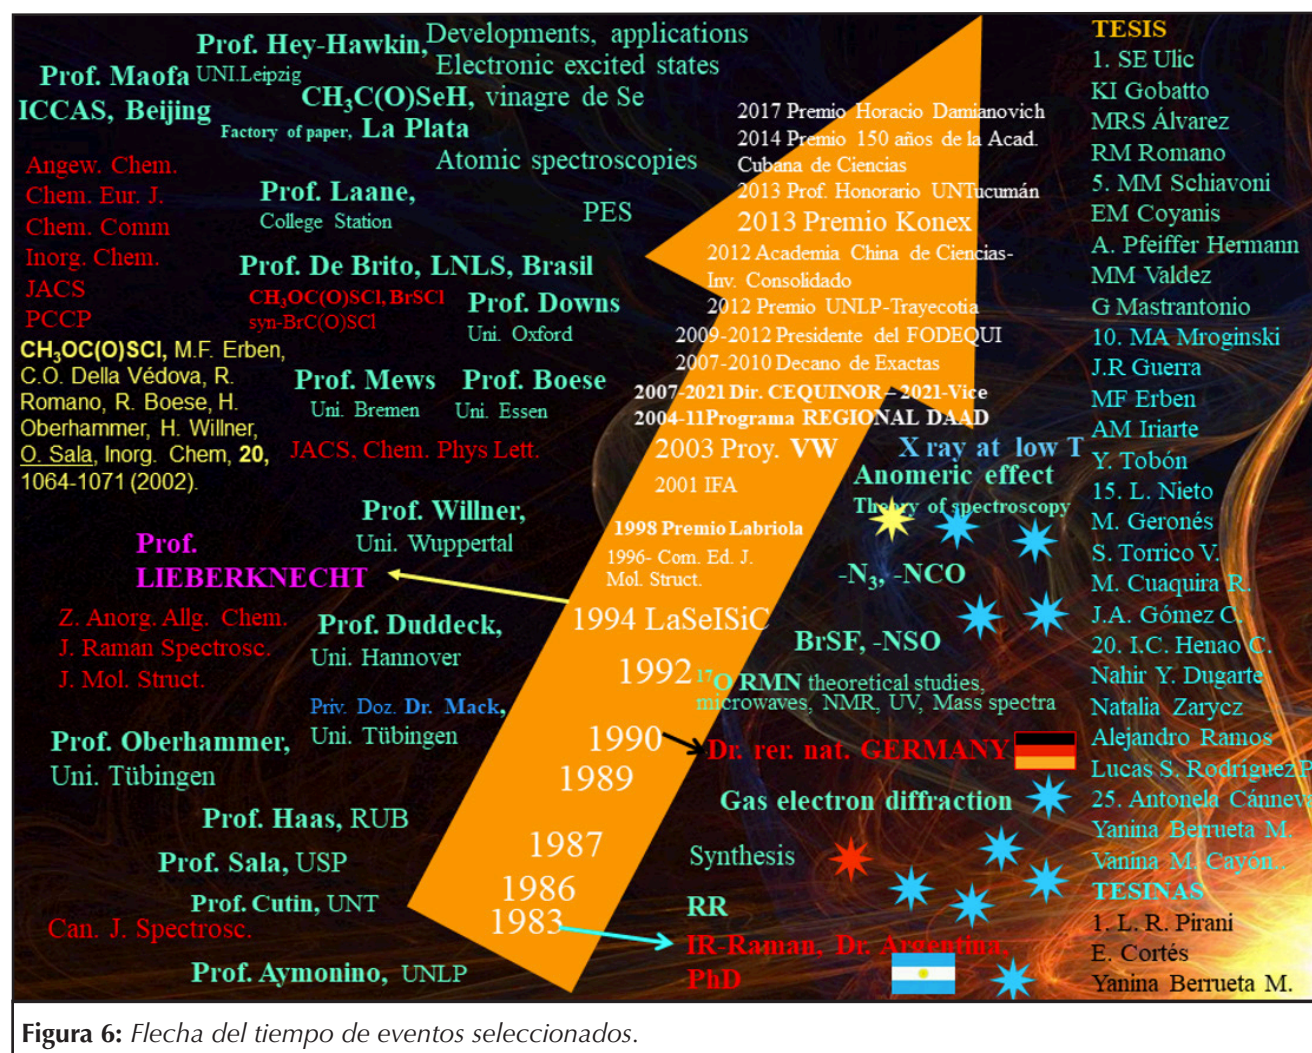 Prof. Hey-Hawkin,
UNI.Leipzig
Developments, applications
Electronic excited states
Prof. Maofa
ICCAS, Beijing
CH₃C(O)SeH, vinagre de Se
Factory of paper, La Plata
Atomic spectroscopies
Angew. Chem.
Chem. Eur. J.
Chem. Comm
Inorg. Chem.
JACS
PCCP
Prof. Laane,
College Station
PES
Prof. De Brito, LNLS, Brasil
CH₃OC(O)SCl, BrSCl
syn-BrC(O)SCl
Prof. Downs
Uni. Oxford
CH₃OC(O)SCl, M.F. Erben,
C.O. Della Védova, R.
Romano, R. Boese, H.
Oberhammer, H. Willner,
O. Sala, Inorg. Chem, 20,
1064-1071 (2002).
Prof. Mews
Uni. Bremen
Prof. Boese
Uni. Essen
JACS, Chem. Phys Lett.
Prof. Willner,
Uni. Wuppertal
Prof.
LIEBERKNECHT
Z. Anorg. Allg. Chem.
J. Raman Spectrosc.
J. Mol. Struct.
Prof. Duddeck,
Uni. Hannover
Priv. Doz. Dr. Mack,
Uni. Tübingen
Prof. Oberhammer,
Uni. Tübingen
Prof. Haas, RUB
Prof. Sala, USP
Prof. Cutin, UNT
Can. J. Spectrosc.
Prof. Aymonino, UNLP
2017 Premio Horacio Damianovich
2014 Premio 150 años de la Acad.
Cubana de Ciencias
2013 Prof. Honorario UNTucumán
2013 Premio Konex
2012 Academia China de Ciencias-
Inv. Consolidado
2012 Premio UNLP-Trayecotia
2009-2012 Presidente del FODEQUI
2007-2010 Decano de Exactas
2007-2021 Dir. CEQUINOR – 2021-Vice
2004-11Programa REGIONAL DAAD
2003 Proy. VW
2001 IFA
1998 Premio Labriola
1996- Com. Ed. J.
Mol. Struct.
1994 LaSeISiC
1992
1990
1989
1987
1986
1983
X ray at low T
Anomeric effect
Theory of spectroscopy
-N₃, -NCO
BrSF, -NSO
¹⁷O RMN theoretical studies,
microwaves, NMR, UV, Mass spectra
Dr. rer. nat. GERMANY
Gas electron diffraction
Synthesis
RR
IR-Raman, Dr. Argentina,
PhD
TESIS
1. SE Ulic
KI Gobatto
MRS Álvarez
RM Romano
5. MM Schiavoni
EM Coyanis
A. Pfeiffer Hermann
MM Valdez
G Mastrantonio
10. MA Mroginski
J.R Guerra
MF Erben
AM Iriarte
Y. Tobón
15. L. Nieto
M. Geronés
S. Torrico V.
M. Cuaquira R.
J.A. Gómez C.
20. I.C. Henao C.
Nahir Y. Dugarte
Natalia Zarycz
Alejandro Ramos
Lucas S. Rodríguez P
25. Antonela Cánneva
Yanina Berrueta M.
Vanina M. Cayón..
TESINAS
1. L. R. Pirani
E. Cortés
Yanina Berrueta M.
Figura 6: Flecha del tiempo de eventos seleccionados.